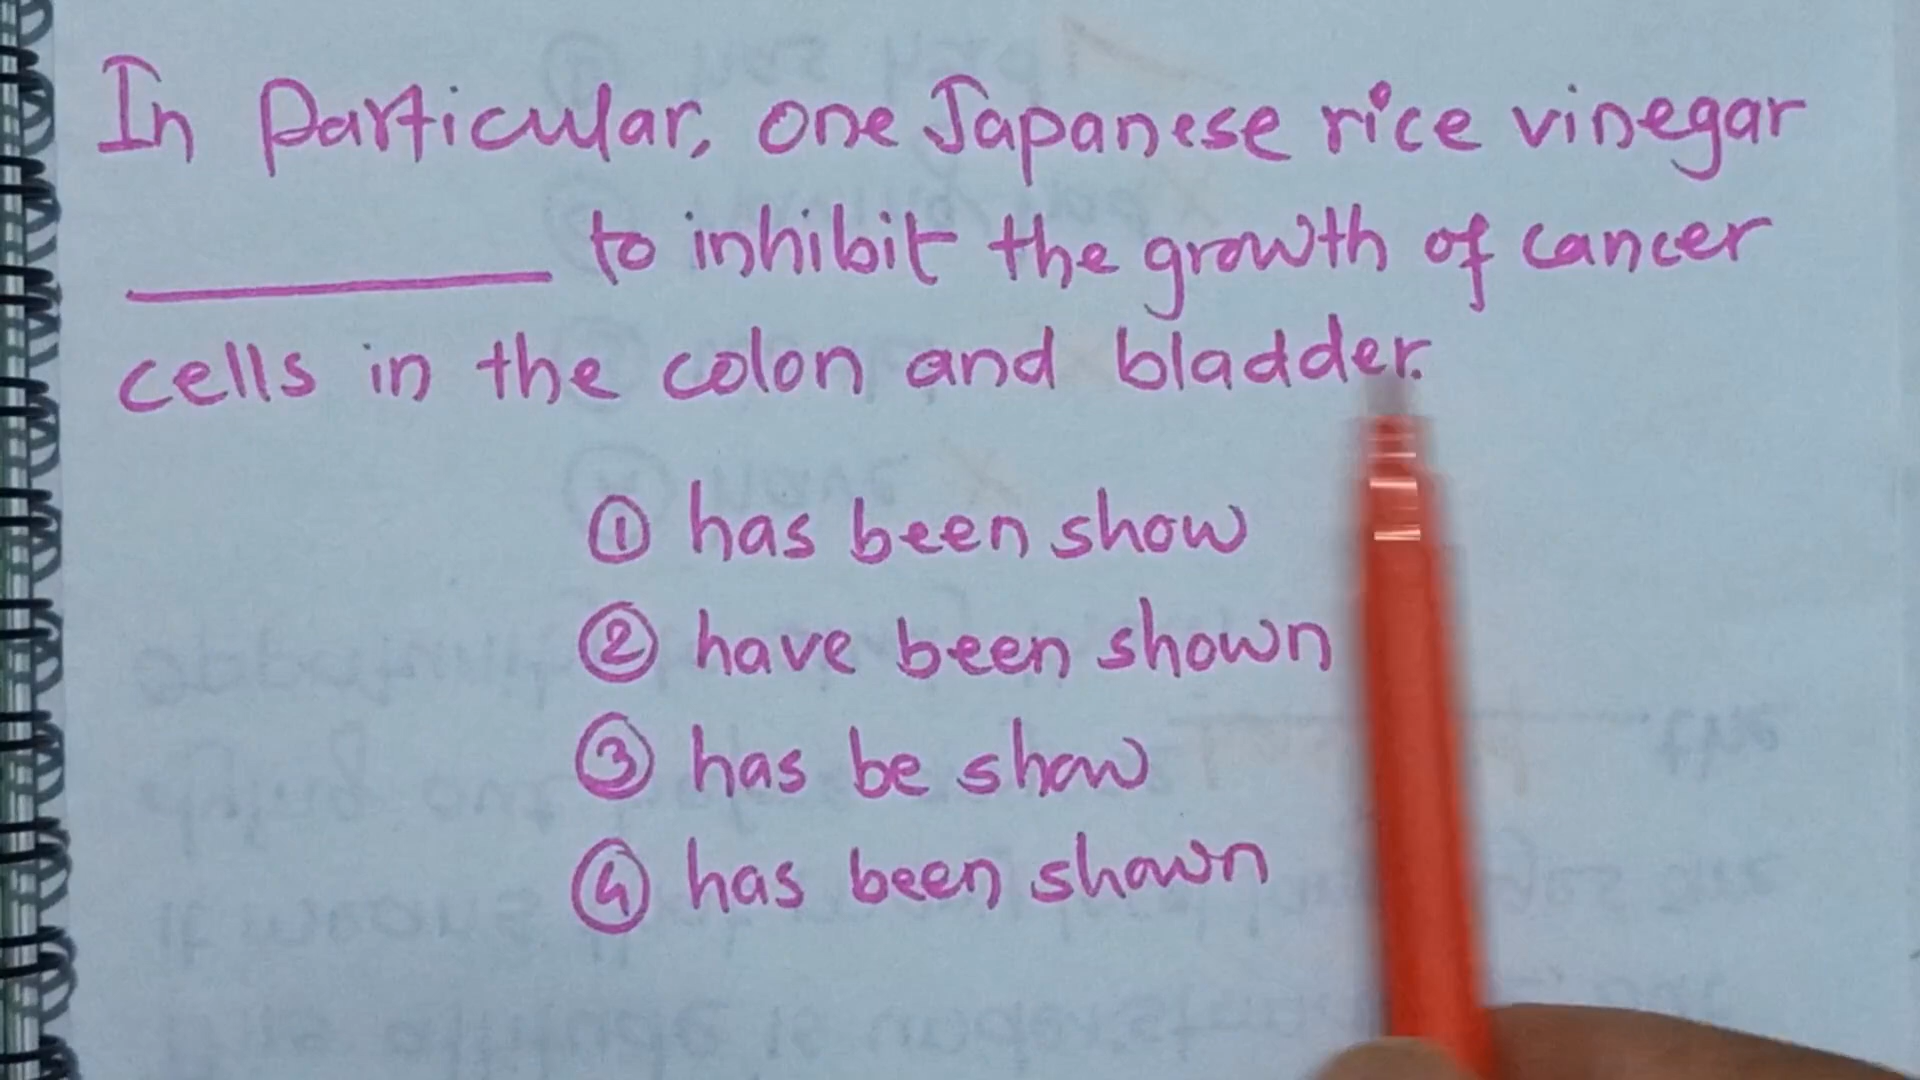 In particular, one Japanese rice vinegar
________ to inhibit the growth of cancer
cells in the colon and bladder.
① has been show
② have been shown
③ has be show
④ has been shown